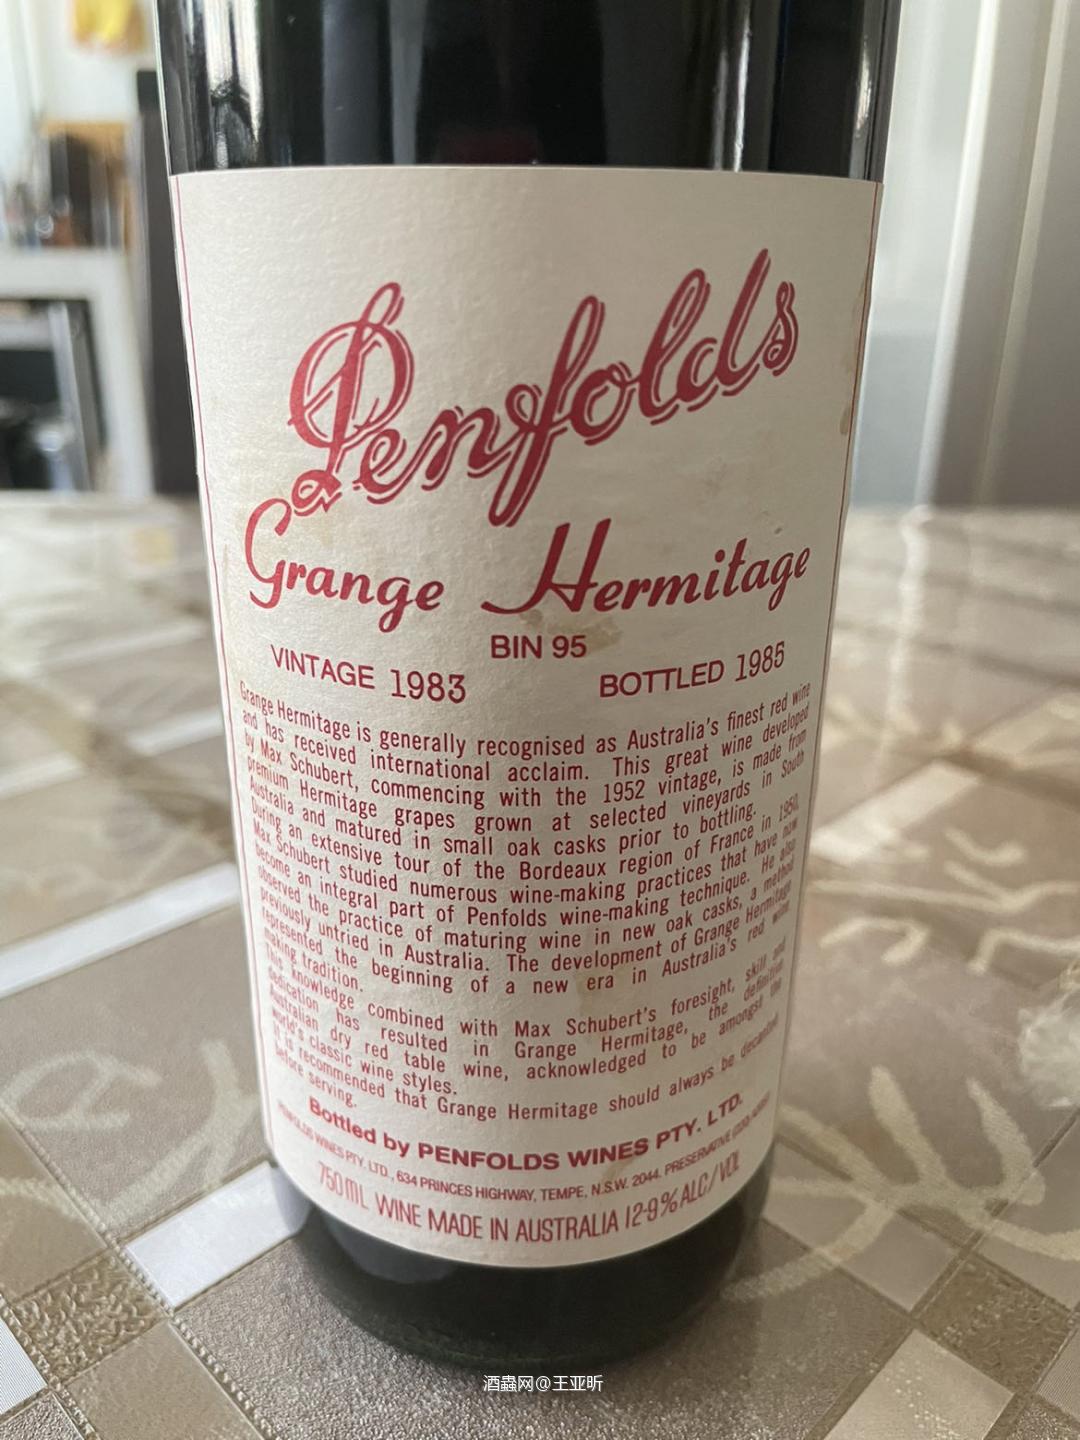 Penfolds
Grange Hermitage
BIN 95
VINTAGE 1983 BOTTLED 1985
Grange Hermitage is generally recognised as Australia's finest red wine
and has received international acclaim. This great wine developed
by Max Schubert, commencing with the 1952 vintage, is made from
premium Hermitage grapes grown at selected vineyards in South
Australia and matured in small oak casks prior to bottling.
During an extensive tour of the Bordeaux region of France in 1950,
Max Schubert studied numerous wine-making practices that have now
become an integral part of Penfolds wine-making technique. He also
observed the practice of maturing wine in new oak casks, a method
previously untried in Australia. The development of Grange Hermitage
represented the beginning of a new era in Australia's red wine
making tradition.
This knowledge combined with Max Schubert's foresight, skill and
dedication has resulted in Grange Hermitage, the definitive
Australian dry red table wine, acknowledged to be amongst the
world's classic wine styles.
It is recommended that Grange Hermitage should always be decanted
before serving.
Bottled by PENFOLDS WINES PTY. LTD.
PENFOLDS WINES PTY. LTD., 634 PRINCES HIGHWAY, TEMPE, N.S.W. 2044. PRESERVATIVE (220) ADDED
750ML WINE MADE IN AUSTRALIA 12·9% ALC/VOL
酒蟲网@王亚昕